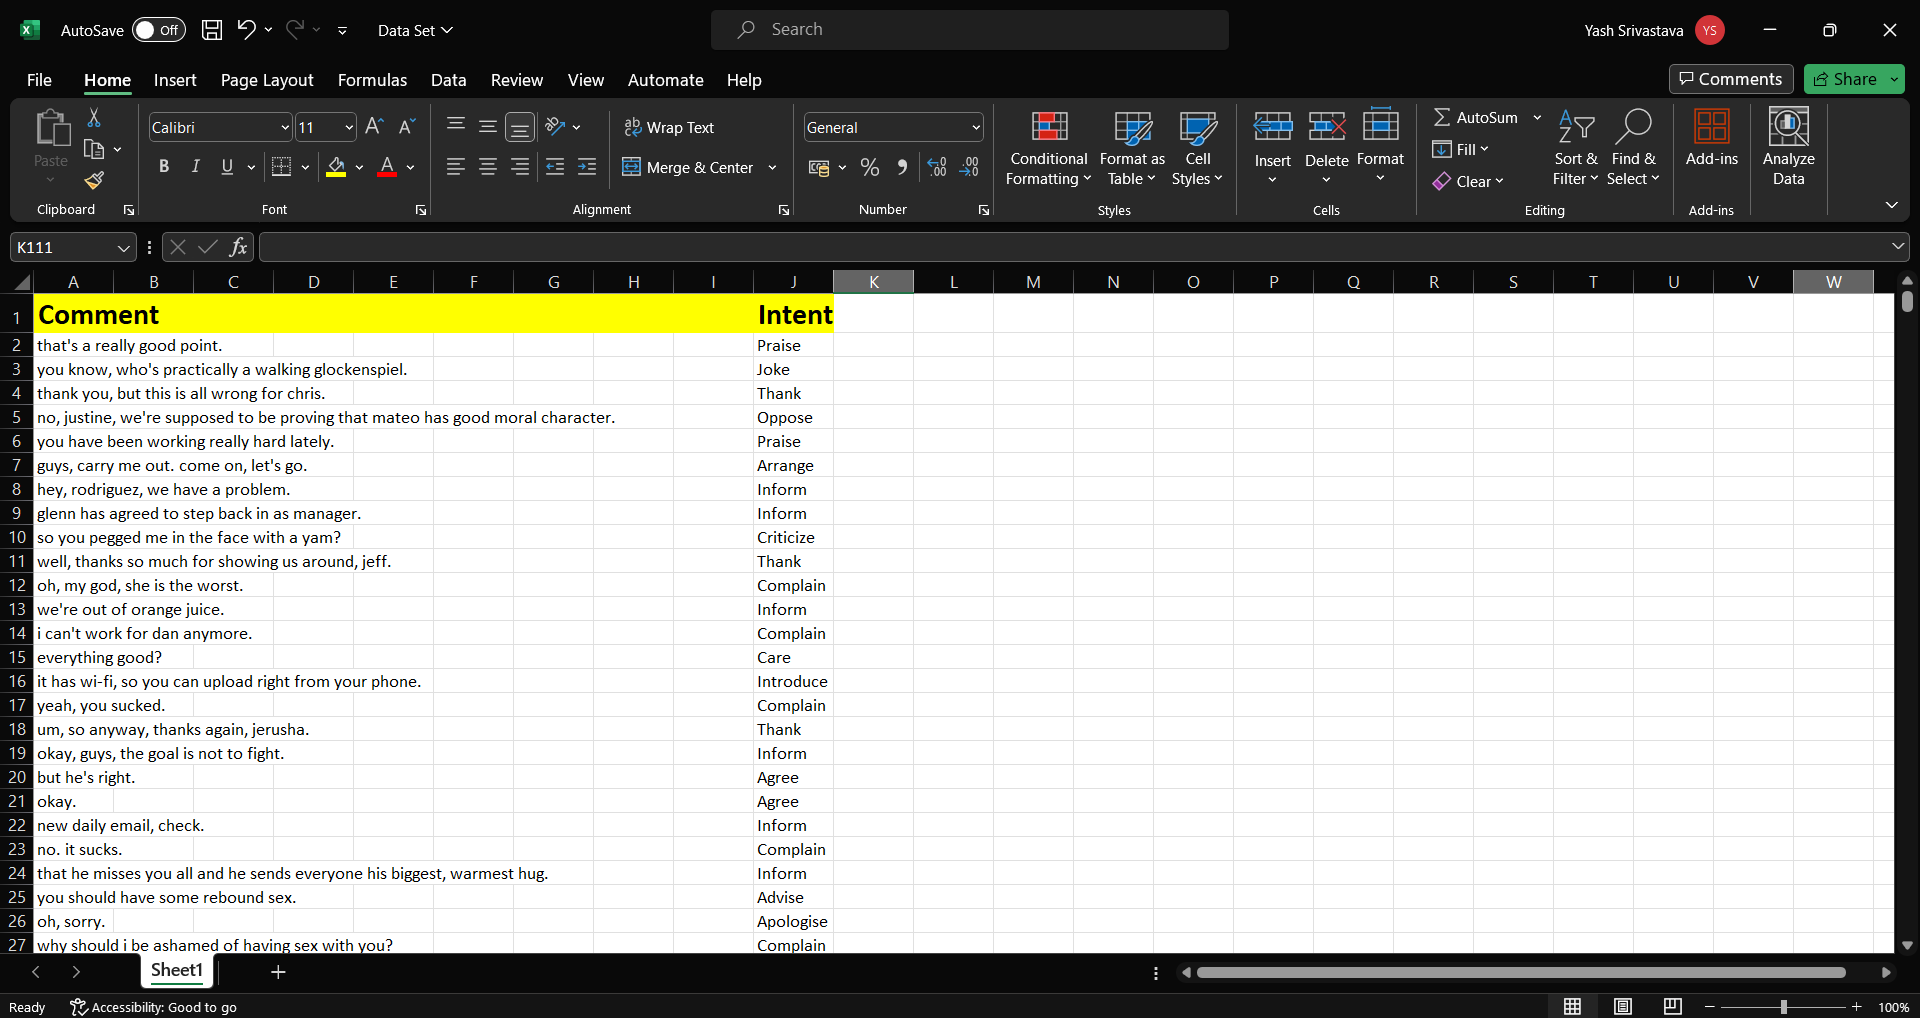 AutoSave Off Data Set Search Yash Srivastava YS
File Home Insert Page Layout Formulas Data Review View Automate Help Comments Share
Paste
Clipboard
Calibri 11
B I U A
Font
Wrap Text
Merge & Center
Alignment
General
Number
Conditional Formatting
Format as Table
Cell Styles
Styles
Insert Delete Format
Cells
AutoSum
Fill
Clear
Sort & Filter
Find & Select
Editing
Add-ins
Add-ins
Analyze Data
K111 fx
A B C D E F G H I J K L M N O P Q R S T U V W
1 Comment Intent
2 that's a really good point. Praise
3 you know, who's practically a walking glockenspiel. Joke
4 thank you, but this is all wrong for chris. Thank
5 no, justine, we're supposed to be proving that mateo has good moral character. Oppose
6 you have been working really hard lately. Praise
7 guys, carry me out. come on, let's go. Arrange
8 hey, rodriguez, we have a problem. Inform
9 glenn has agreed to step back in as manager. Inform
10 so you pegged me in the face with a yam? Criticize
11 well, thanks so much for showing us around, jeff. Thank
12 oh, my god, she is the worst. Complain
13 we're out of orange juice. Inform
14 i can't work for dan anymore. Complain
15 everything good? Care
16 it has wi-fi, so you can upload right from your phone. Introduce
17 yeah, you sucked. Complain
18 um, so anyway, thanks again, jerusha. Thank
19 okay, guys, the goal is not to fight. Inform
20 but he's right. Agree
21 okay. Agree
22 new daily email, check. Inform
23 no. it sucks. Complain
24 that he misses you all and he sends everyone his biggest, warmest hug. Inform
25 you should have some rebound sex. Advise
26 oh, sorry. Apologise
27 why should i be ashamed of having sex with you? Complain
Sheet1
Ready Accessibility: Good to go 100%